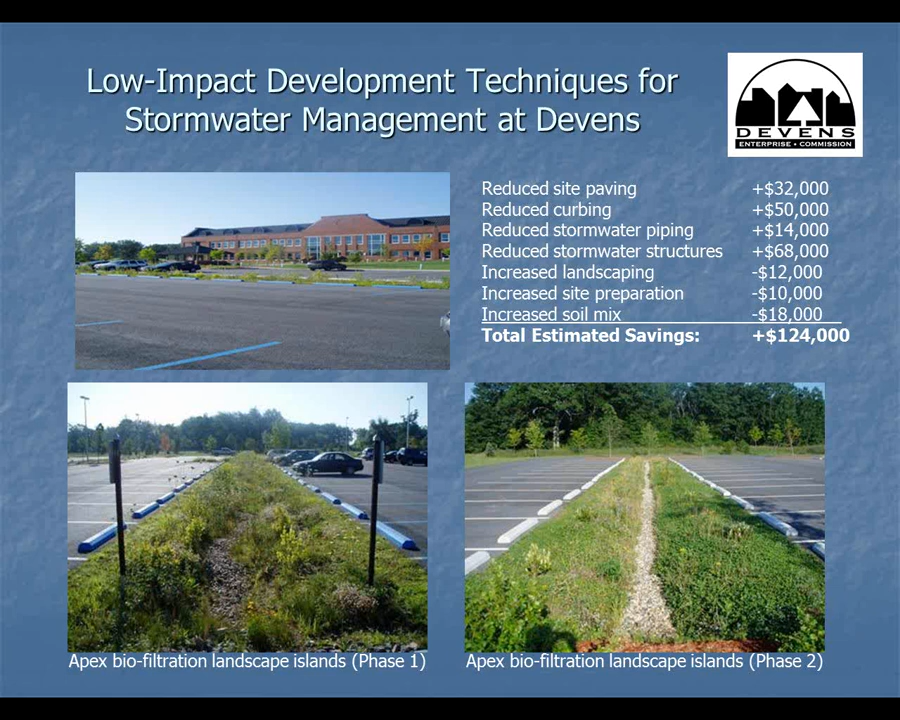 Low-Impact Development Techniques for
Stormwater Management at Devens
DEVENS
ENTERPRISE • COMMISSION
Reduced site paving +$32,000
Reduced curbing +$50,000
Reduced stormwater piping +$14,000
Reduced stormwater structures +$68,000
Increased landscaping -$12,000
Increased site preparation -$10,000
Increased soil mix -$18,000
Total Estimated Savings: +$124,000
Apex bio-filtration landscape islands (Phase 1)
Apex bio-filtration landscape islands (Phase 2)